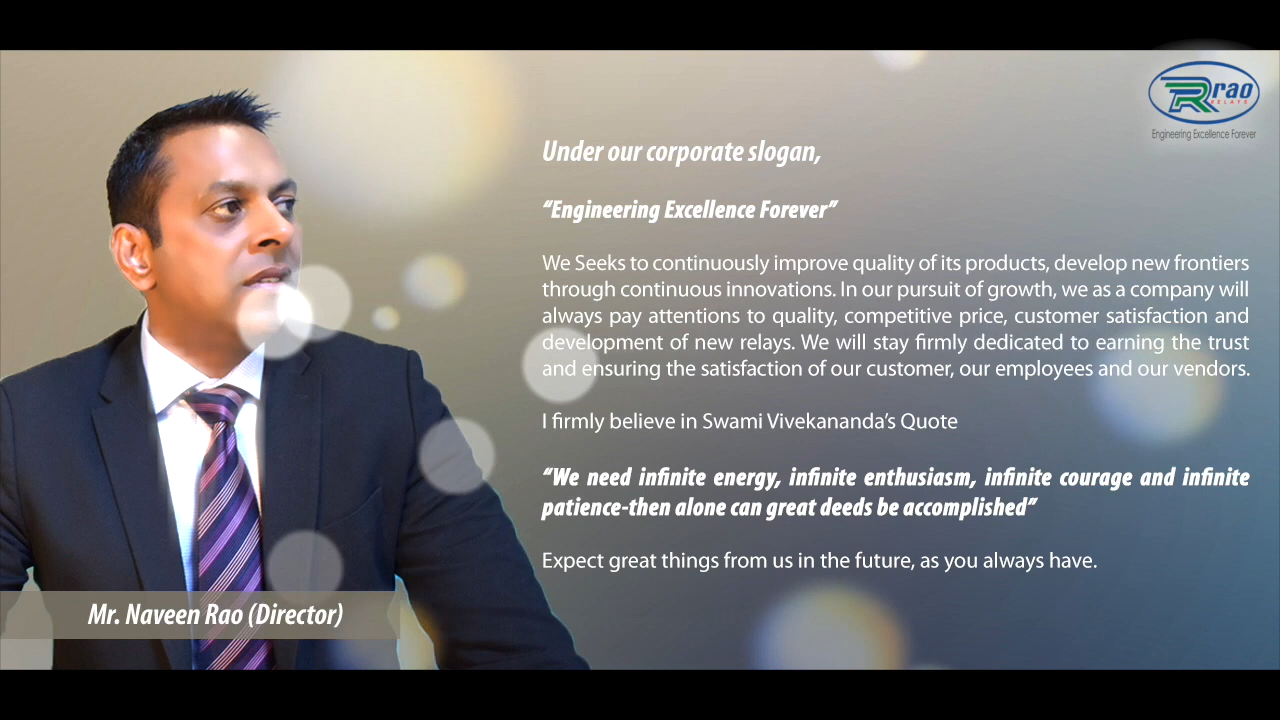 rao
RELAYS
Engineering Excellence Forever
Under our corporate slogan,
“Engineering Excellence Forever”
We Seeks to continuously improve quality of its products, develop new frontiers
through continuous innovations. In our pursuit of growth, we as a company will
always pay attentions to quality, competitive price, customer satisfaction and
development of new relays. We will stay firmly dedicated to earning the trust
and ensuring the satisfaction of our customer, our employees and our vendors.
I firmly believe in Swami Vivekananda’s Quote
“We need infinite energy, infinite enthusiasm, infinite courage and infinite
patience-then alone can great deeds be accomplished”
Expect great things from us in the future, as you always have.
Mr. Naveen Rao (Director)